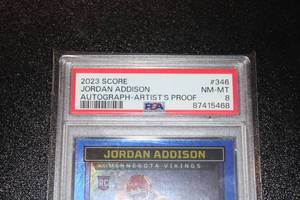 2023 SCORE #346
JORDAN ADDISON NM-MT
AUTOGRAPH-ARTIST'S PROOF 8
PSA 87415468
JORDAN ADDISON
MINNESOTA VIKINGS
RC